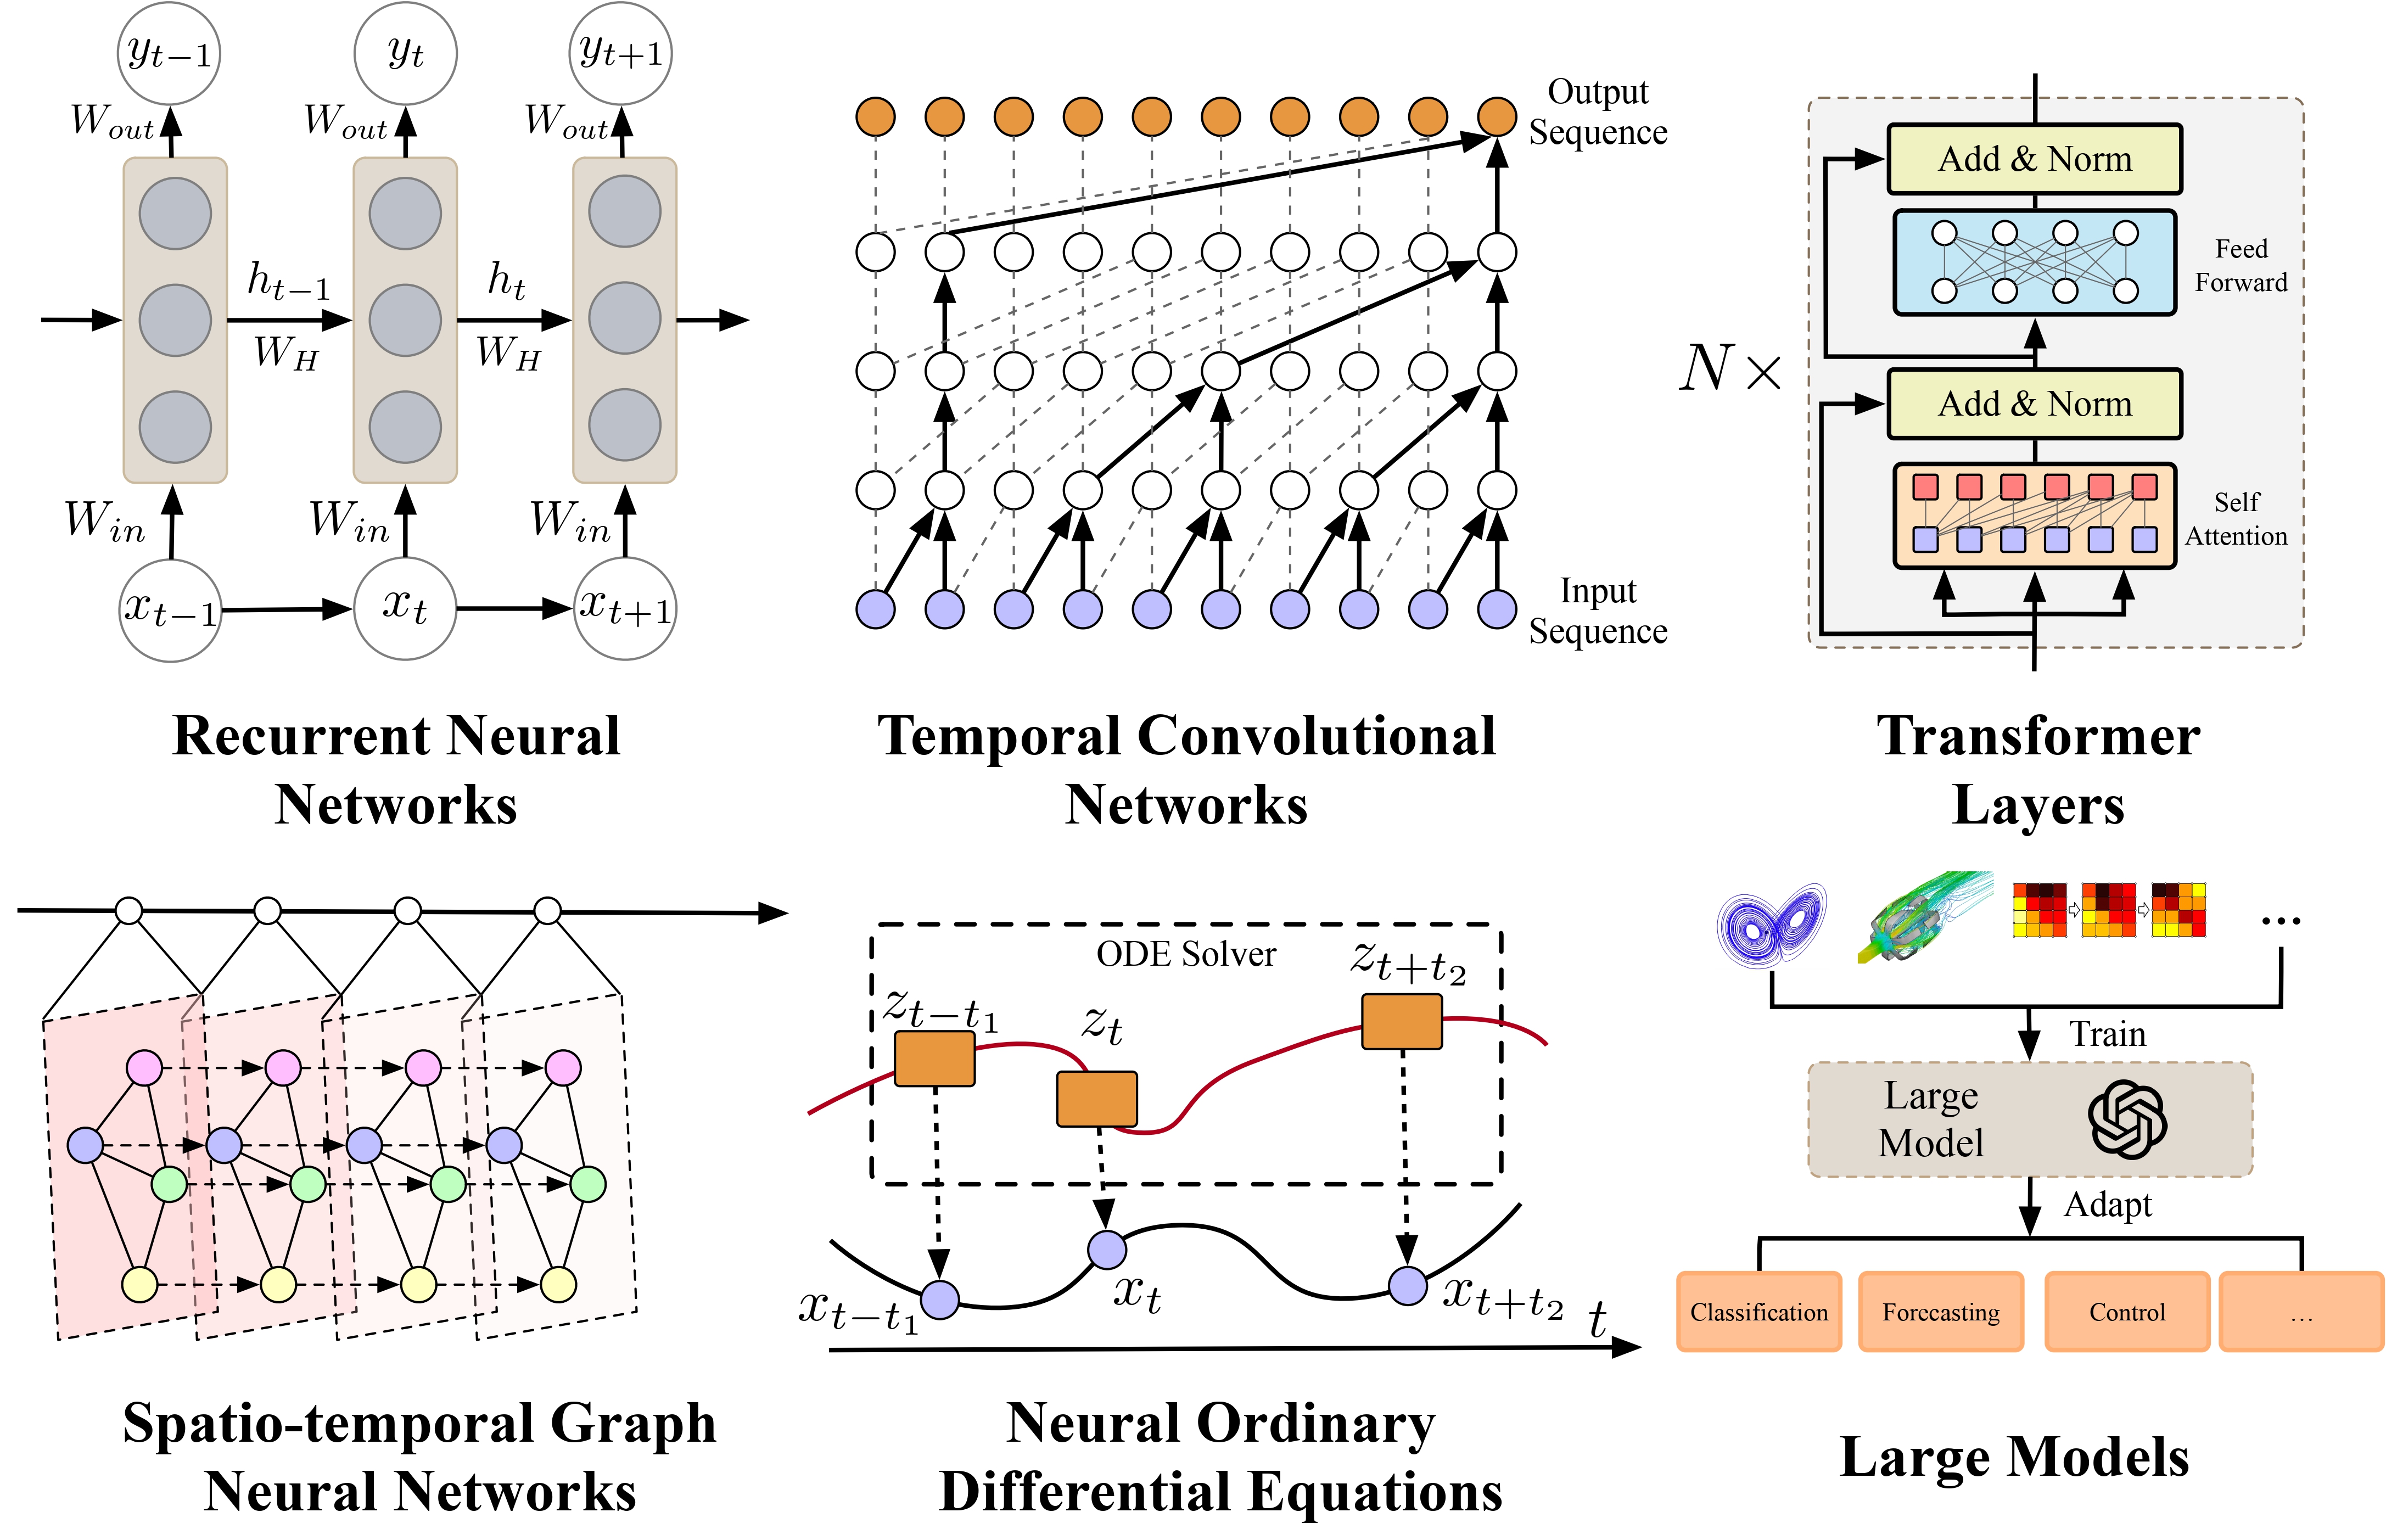 y_{t-1}
y_t
y_{t+1}
W_{out}
W_{out}
W_{out}
h_{t-1}
h_t
W_H
W_H
W_{in}
W_{in}
W_{in}
x_{t-1}
x_t
x_{t+1}
Recurrent Neural
Networks
Output
Sequence
Input
Sequence
Temporal Convolutional
Networks
N×
Add & Norm
Feed
Forward
Add & Norm
Self
Attention
Transformer
Layers
Spatio-temporal Graph
Neural Networks
ODE Solver
z_{t-t_1}
z_t
z_{t+t_2}
x_{t-t_1}
x_t
x_{t+t_2}
t
Neural Ordinary
Differential Equations
...
Train
Large
Model
Adapt
Classification
Forecasting
Control
...
Large Models